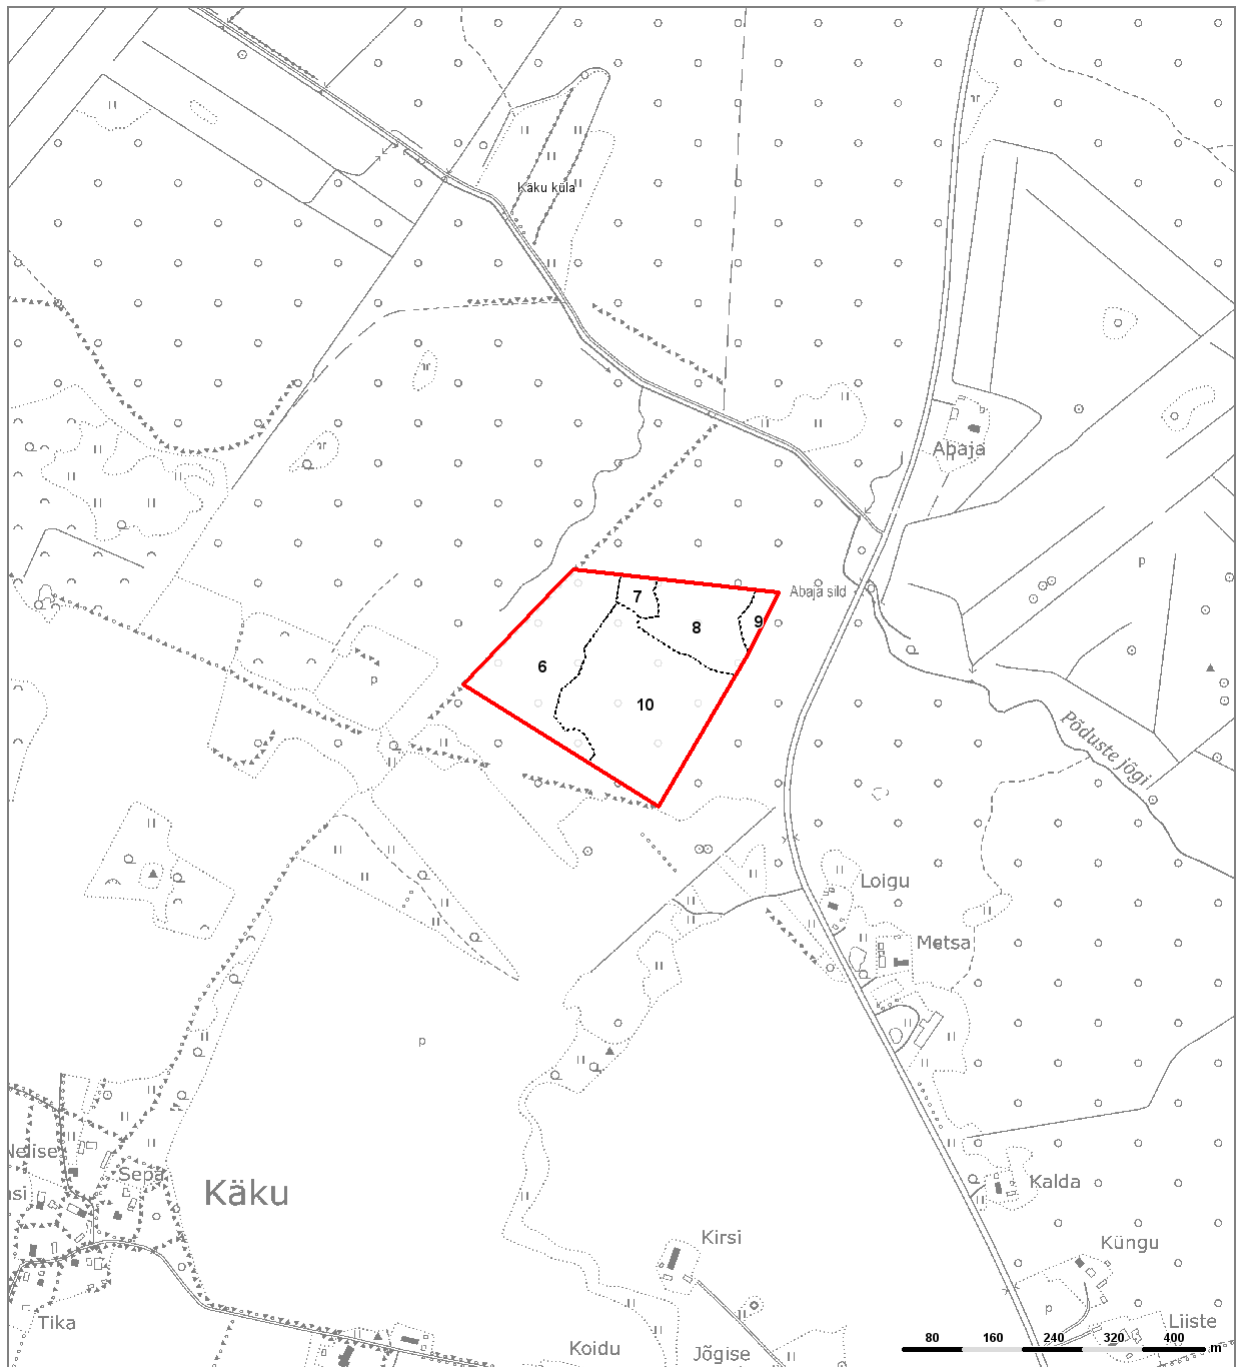 Käku küla
Abaja
Abaja sild
7
8
9
6
10
Põduste jõgi
Loigu
Metsa
Nelise
Sepa
Käku
Kalda
Kirsi
Küngu
Tika
Koidu
Jõgise
Liiste
80 160 240 320 400 m